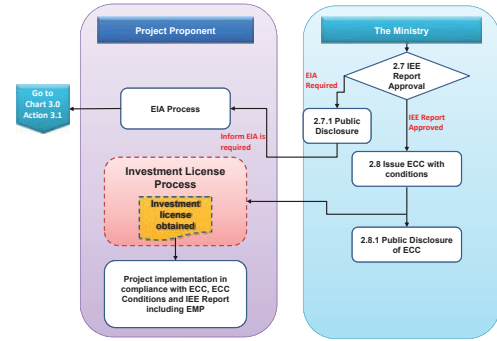 Project Proponent
The Ministry
Go to
Chart 3.0
Action 3.1
EIA Process
EIA
Required
2.7 IEE
Report
Approval
2.7.1 Public
Disclosure
IEE Report
Approved
Inform EIA is
required
2.8 Issue ECC with
conditions
Investment License
Process
Investment
license
obtained
2.8.1 Public Disclosure
of ECC
Project implementation in
compliance with ECC, ECC
Conditions and IEE Report
including EMP